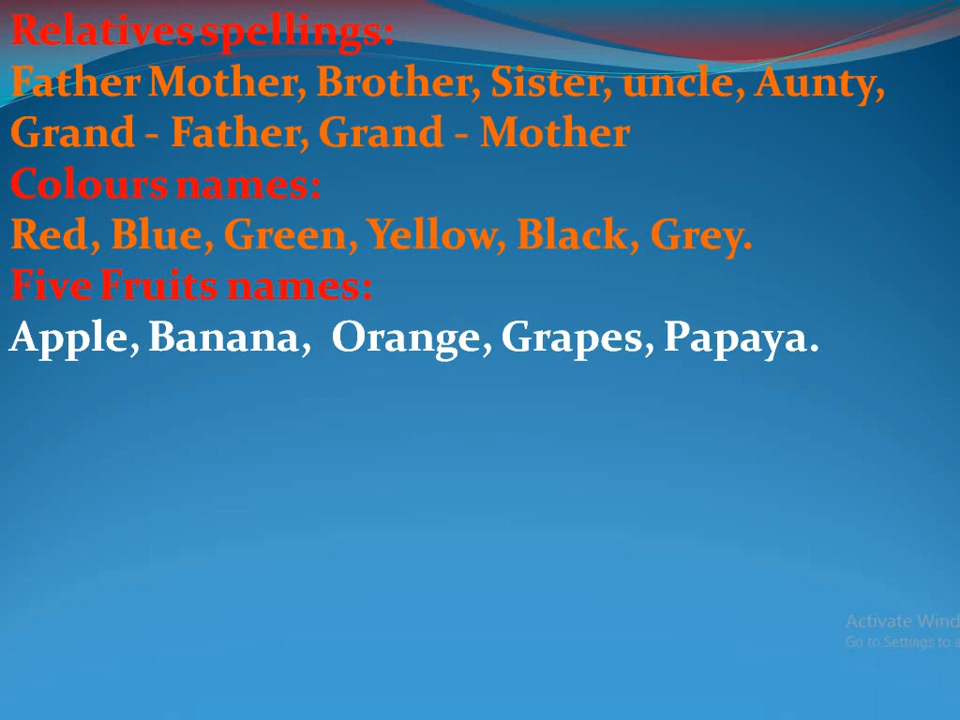 Relatives spellings:
Father Mother, Brother, Sister, uncle, Aunty,
Grand - Father, Grand - Mother
Colours names:
Red, Blue, Green, Yellow, Black, Grey.
Five Fruits names:
Apple, Banana, Orange, Grapes, Papaya.
Activate Wind
Go to Settings to a